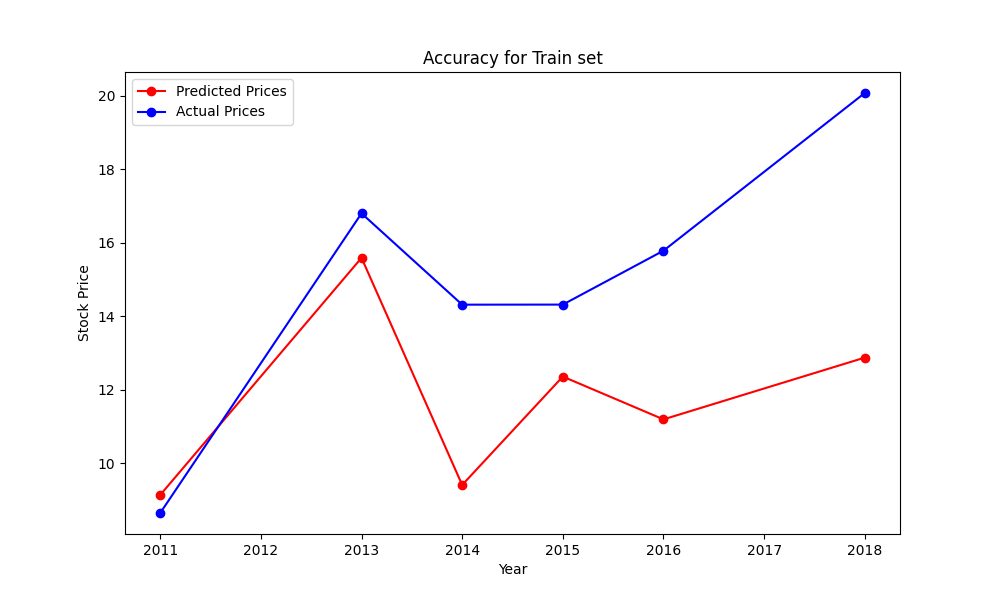 Accuracy for Train set
Predicted Prices
Actual Prices
20
18
16
14
12
10
Stock Price
2011 2012 2013 2014 2015 2016 2017 2018
Year